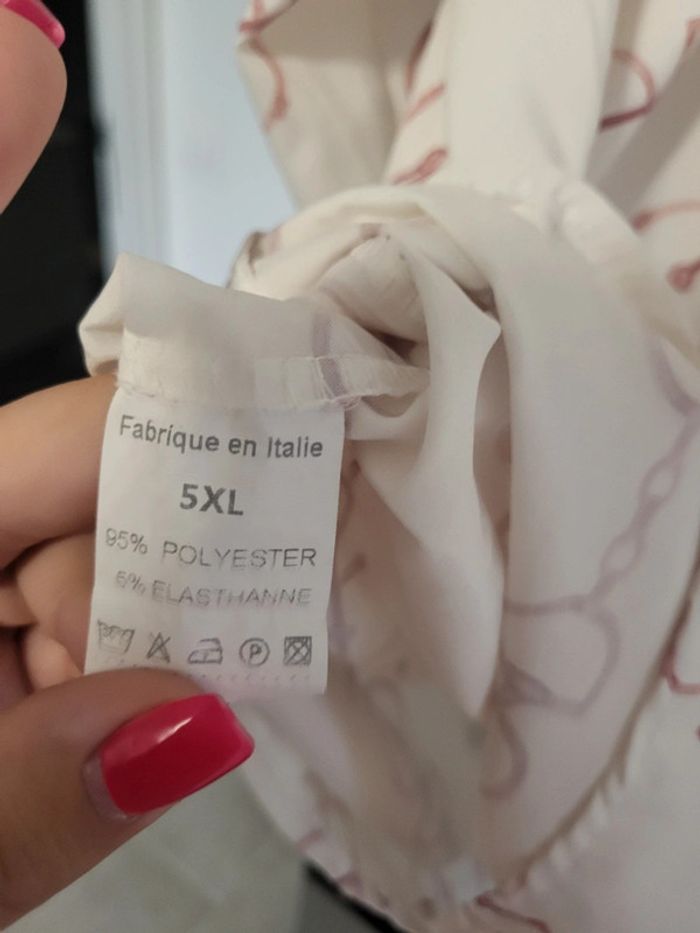 Fabrique en Italie
5XL
95% POLYESTER
5% ELASTHANNE
P